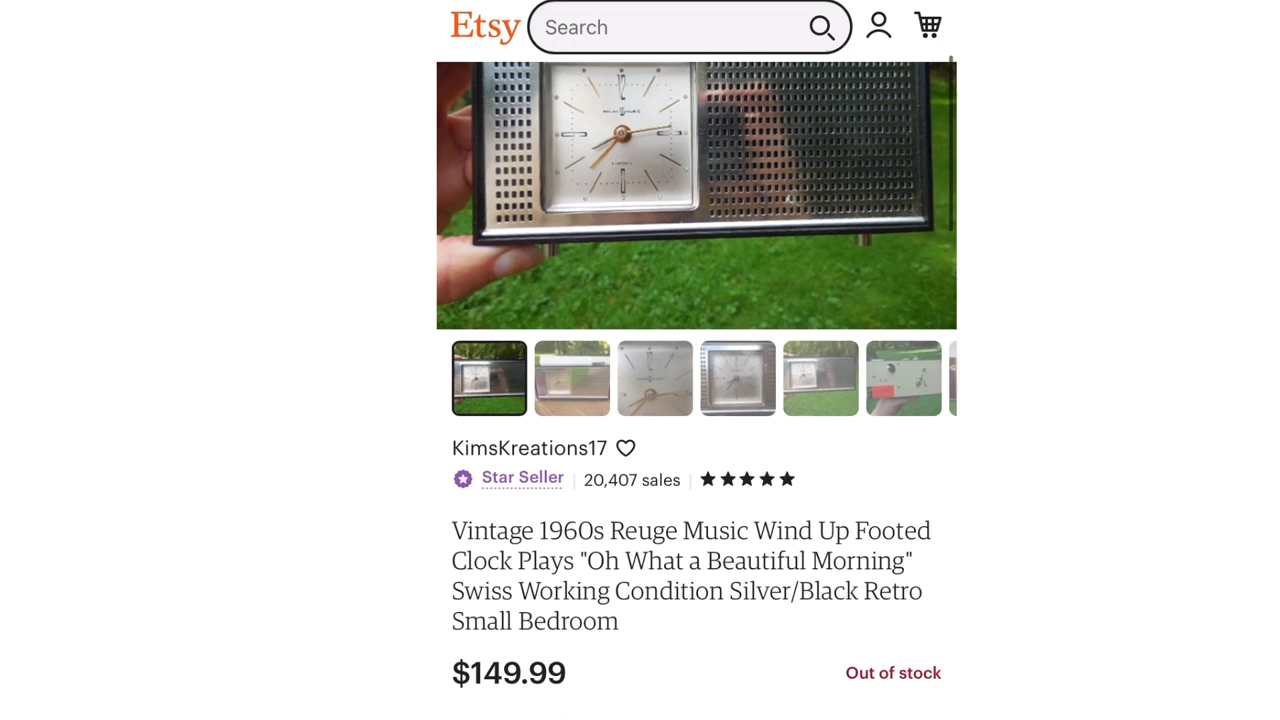 Etsy
Search
12
KimsKreations17
Star Seller
20,407 sales
Vintage 1960s Reuge Music Wind Up Footed
Clock Plays "Oh What a Beautiful Morning"
Swiss Working Condition Silver/Black Retro
Small Bedroom
$149.99
Out of stock